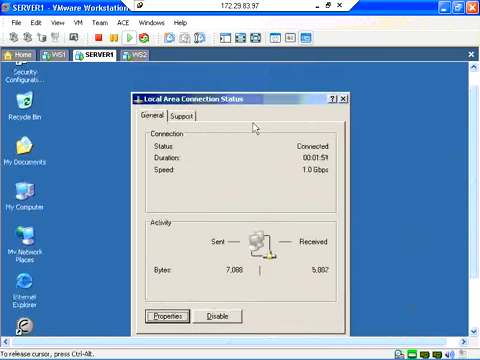 SERVER1 - VMware Workstation
172.29.83.97
File Edit View VM Team ACE Windows Help
Home WS1 SERVER1 WS2
Security
Configurati...
Recycle Bin
My Documents
My Computer
My Network
Places
Internet
Explorer
Local Area Connection Status
General Support
Connection
Status: Connected
Duration: 00:01:59
Speed: 1.0 Gbps
Activity
Sent Received
Bytes: 7,088 5,882
Properties Disable
To release cursor, press Ctrl-Alt.